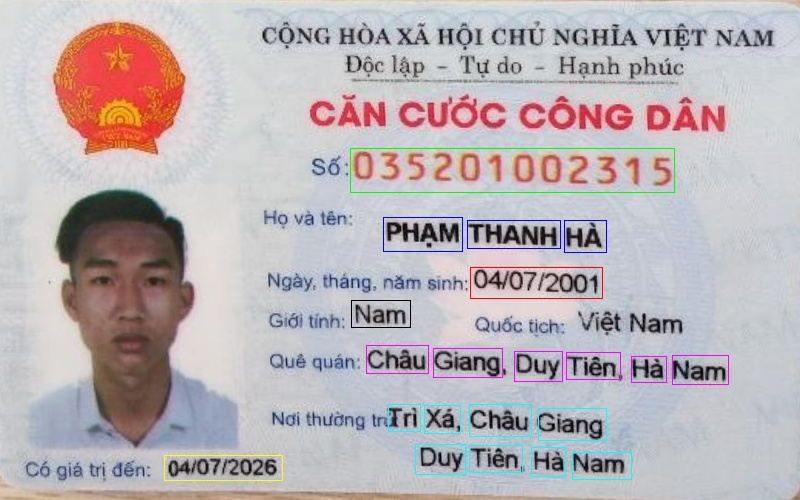 CỘNG HÒA XÃ HỘI CHỦ NGHĨA VIỆT NAM
Độc lập - Tự do - Hạnh phúc
CĂN CƯỚC CÔNG DÂN
Số: 035201002315
Họ và tên: PHẠM THANH HÀ
Ngày, tháng, năm sinh: 04/07/2001
Giới tính: Nam Quốc tịch: Việt Nam
Quê quán: Châu Giang, Duy Tiên, Hà Nam
Nơi thường trú: Trì Xá, Châu Giang
Duy Tiên, Hà Nam
Có giá trị đến: 04/07/2026